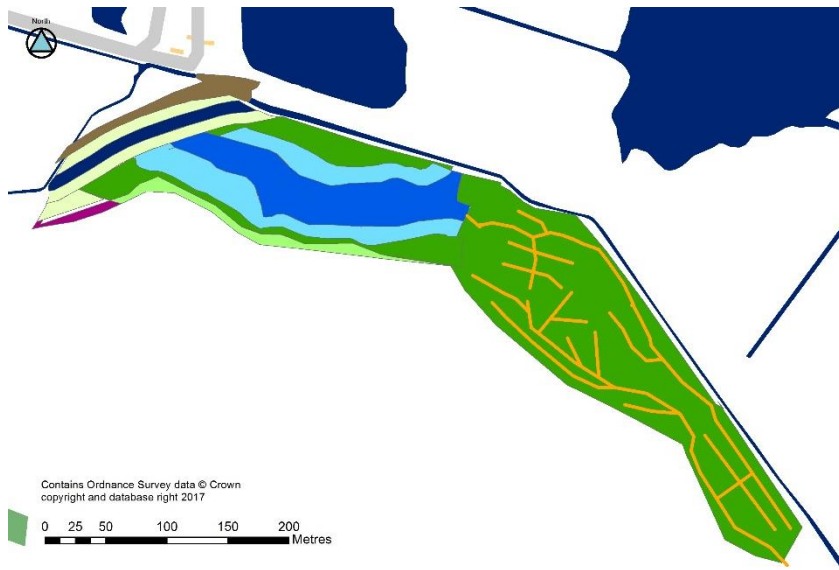 North
Contains Ordnance Survey data © Crown
copyright and database right 2017
0 25 50 100 150 200
Metres